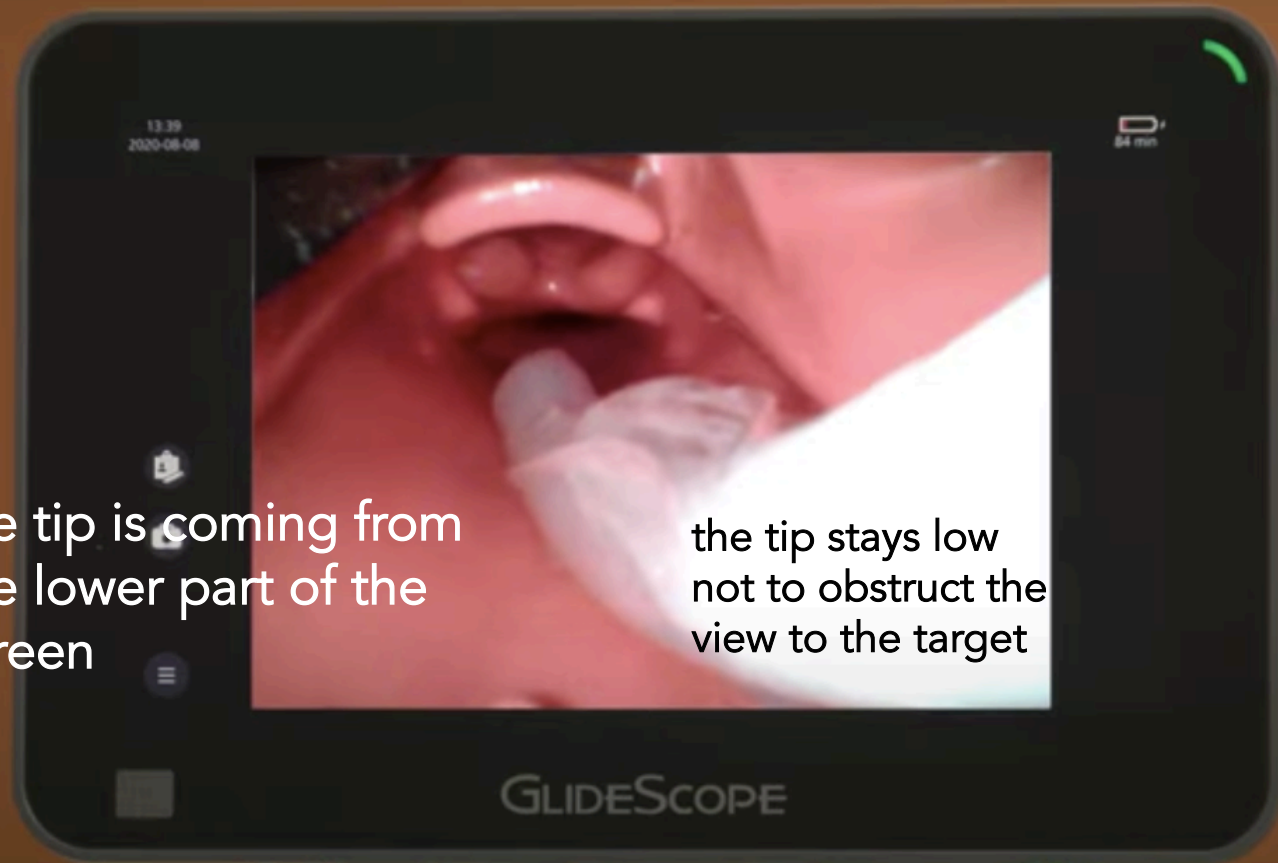 13:39
2020-08-08
84 min
e tip is coming from
e lower part of the
reen
the tip stays low
not to obstruct the
view to the target
GLIDESCOPE